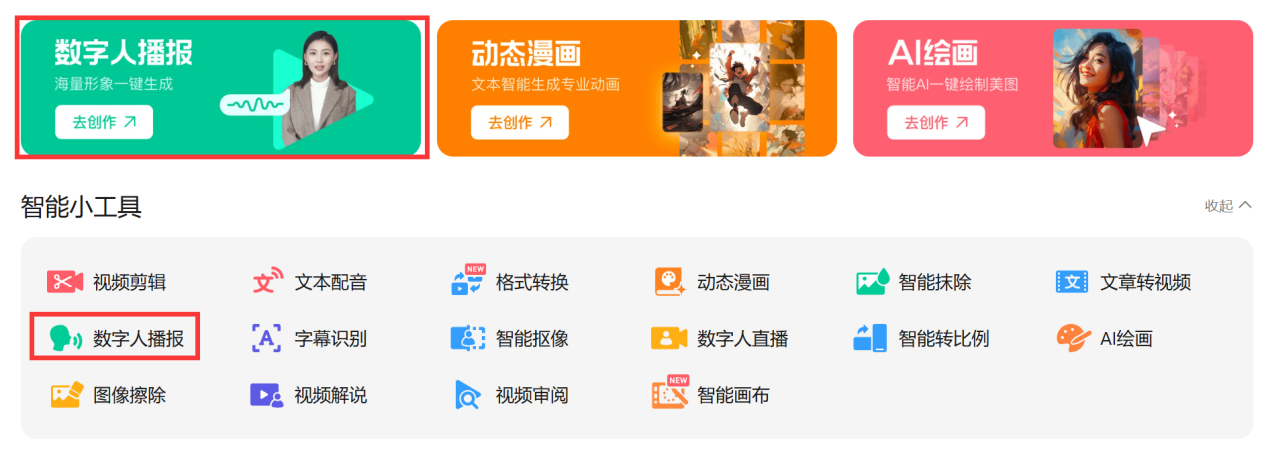 数字人播报
海量形象一键生成
去创作
动态漫画
文本智能生成专业动画
去创作
AI绘画
智能AI一键绘制美图
去创作
智能小工具
收起
视频剪辑
文本配音
NEW
格式转换
动态漫画
智能抹除
文
文章转视频
数字人播报
A
字幕识别
智能抠像
数字人直播
智能转比例
AI绘画
图像擦除
视频解说
视频审阅
NEW
智能画布